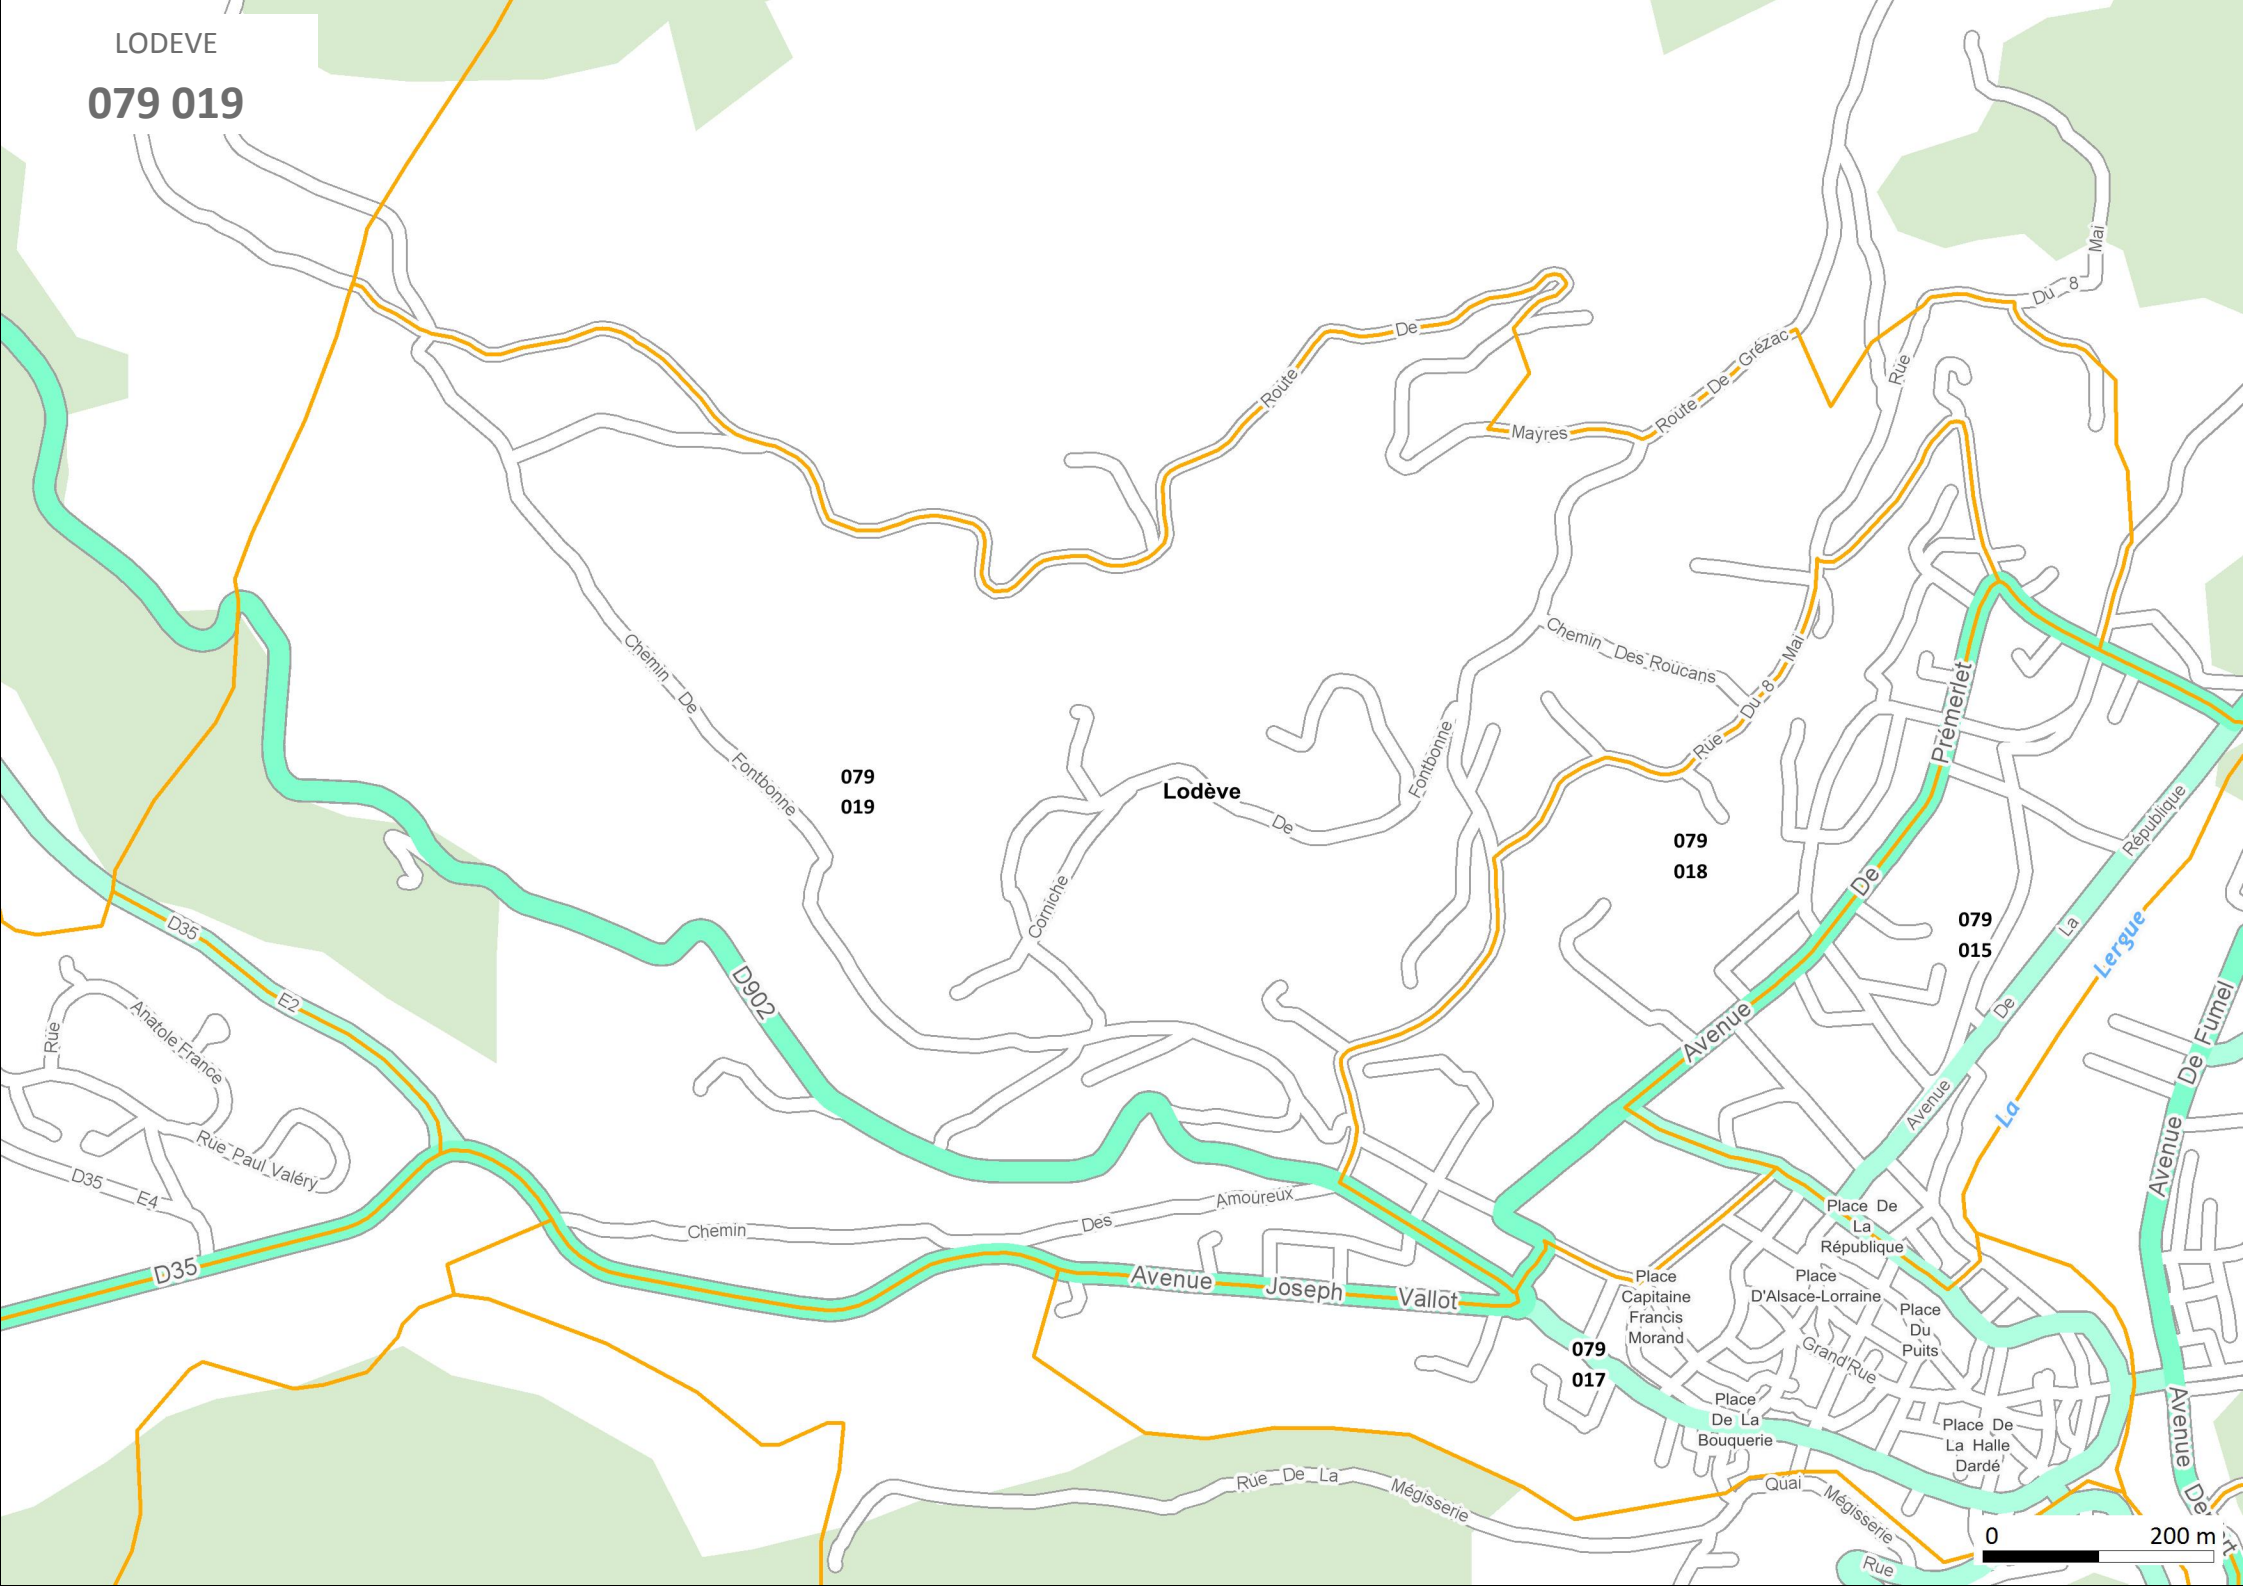 LODEVE
079 019
Mai
Du 8
De
Route
Route De Grézac
Rue
Mayres
Chemin De
Fontbonne
Chemin Des Roucans
Mai
Du 8
Rue
Prémerlet
De
Avenue
Fontbonne
De
Corniche
079
019
Lodève
079
018
079
015
République
La
De
Avenue
Lergue
La
Avenue De Fumel
Avenue
De
D35
E2
D902
Rue
Anatole France
Rue Paul Valéry
D35 E4
D35
Chemin Des Amoureux
Avenue Joseph Vallot
Place De
La
République
Place
Capitaine
Francis
Morand
Place
D'Alsace-Lorraine
Place
Du
Puits
Grand'Rue
079
017
Place
De La
Bouquerie
Place De
La Halle
Dardé
Rue De La Mégisserie
Quai Mégisserie
Rue
0 200 m